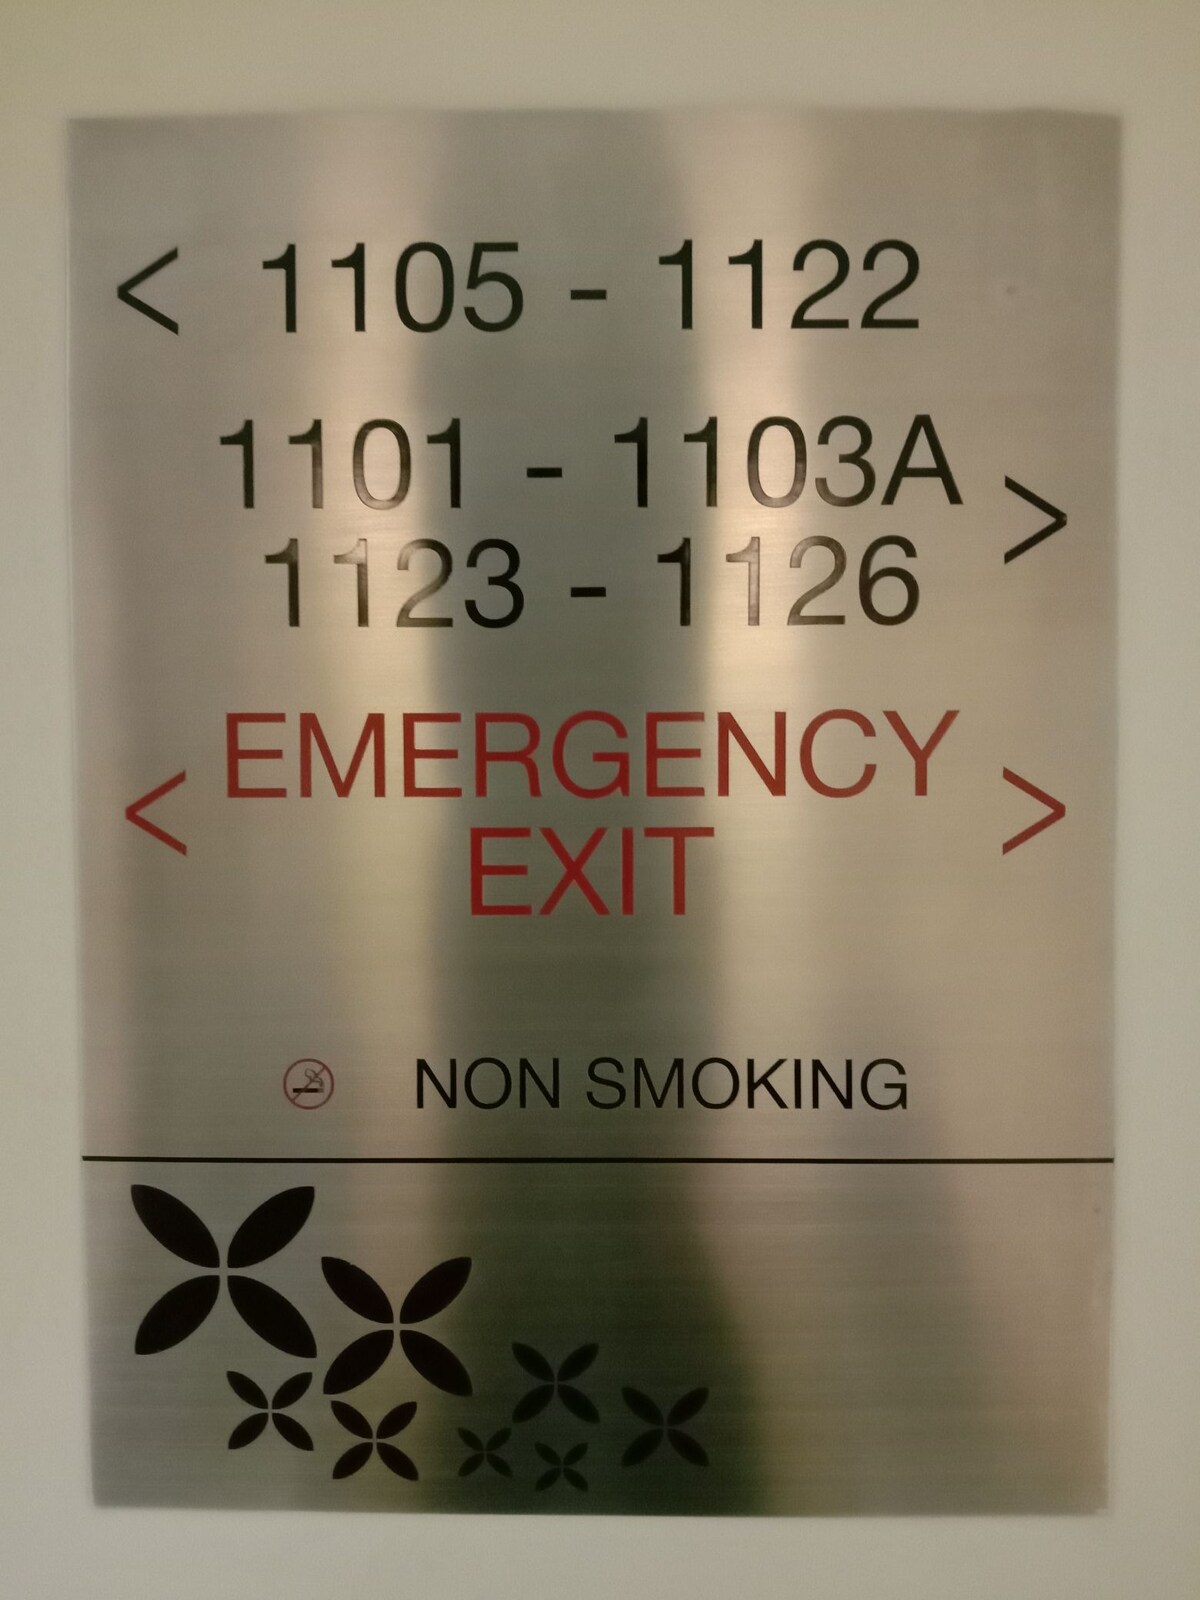 < 1105 - 1122
1101 - 1103A >
1123 - 1126
< EMERGENCY >
EXIT
NON SMOKING